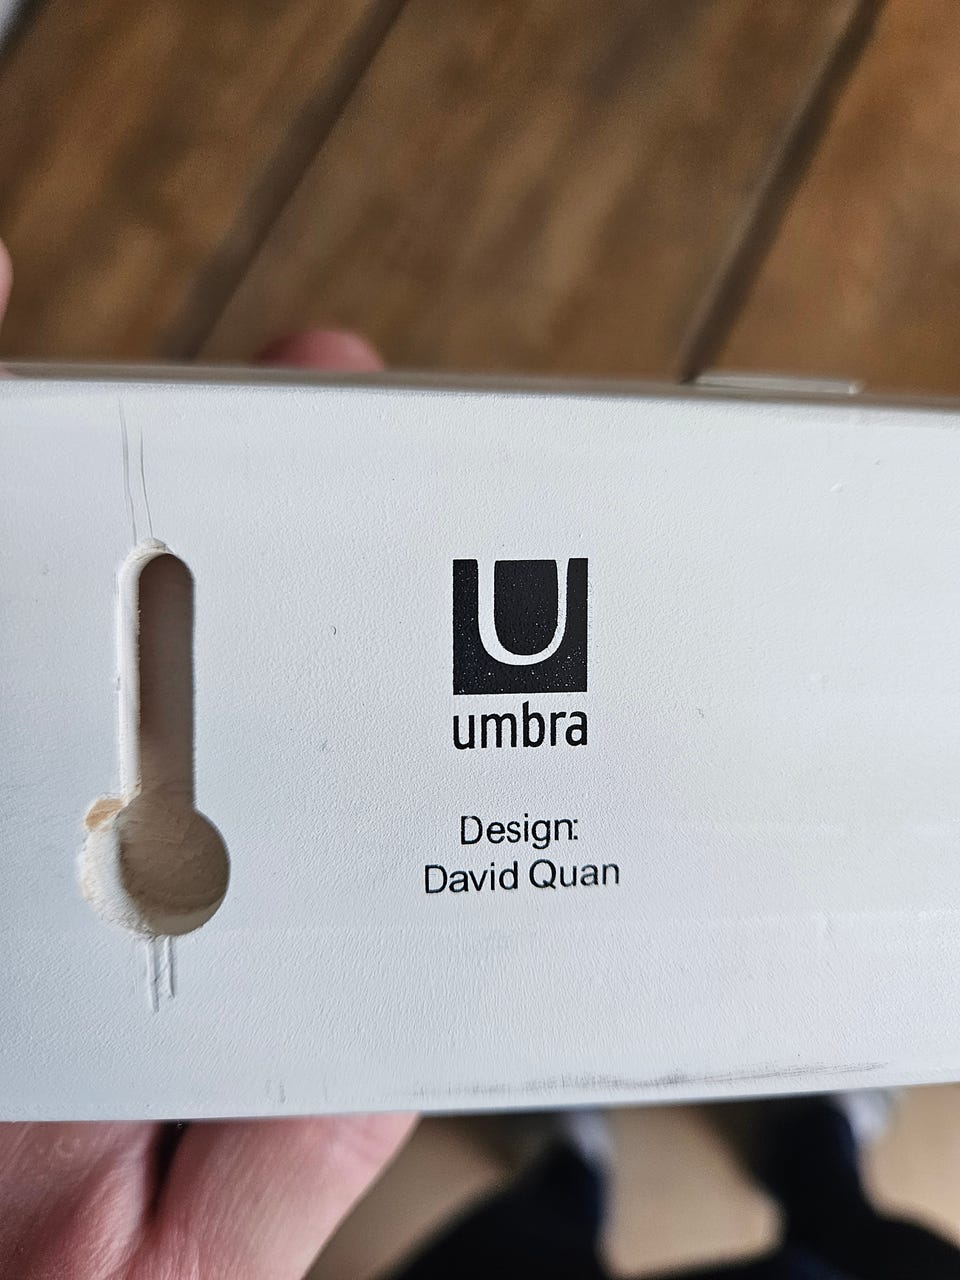 U
umbra
Design:
David Quan